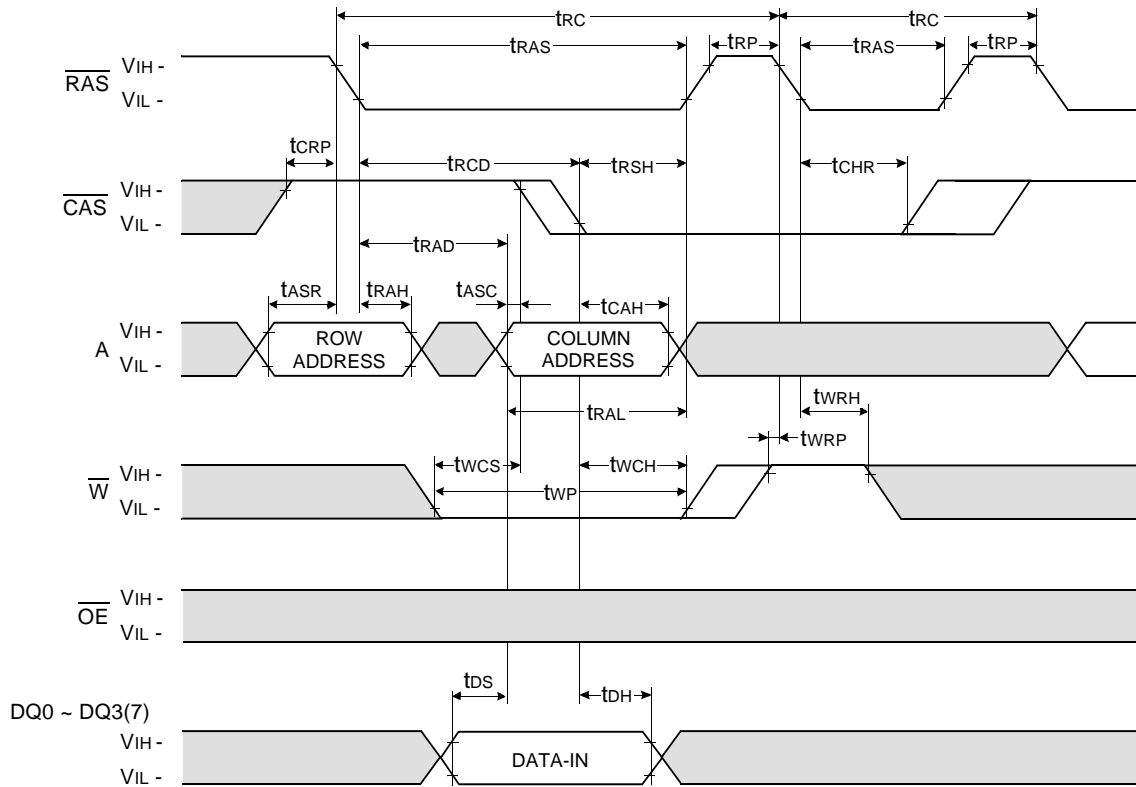 tRC tRC
tRAS tRP tRAS tRP
RAS VIH -
VIL -
tCRP tRCD tRSH tCHR
CAS VIH -
VIL -
tRAD
tASR tRAH tASC tCAH
A VIH -
VIL -
ROW
ADDRESS
COLUMN
ADDRESS
tRAL tWRH
tWRP
tWCS tWCH
W VIH -
VIL -
tWP
OE VIH -
VIL -
tDS tDH
DQ0 ~ DQ3(7)
VIH -
VIL -
DATA-IN